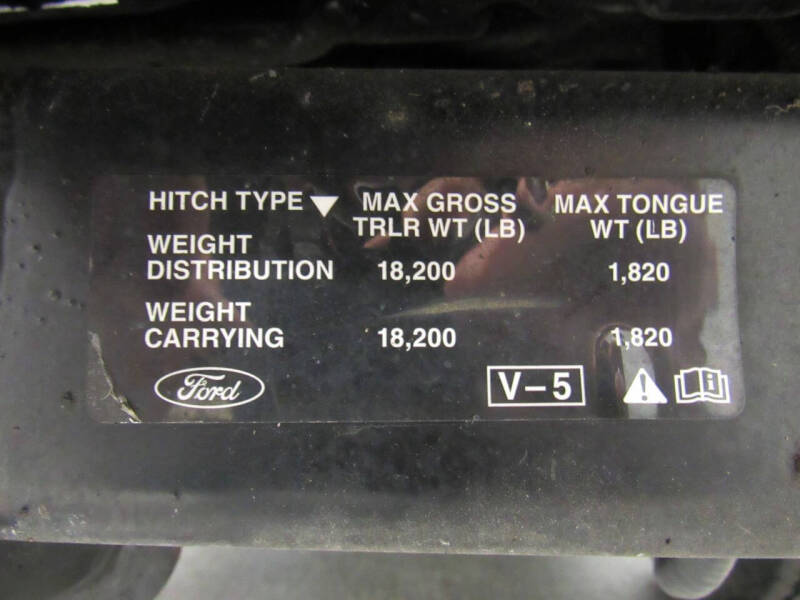 HITCH TYPE ▼ MAX GROSS TRLR WT (LB) MAX TONGUE WT (LB)
WEIGHT DISTRIBUTION 18,200 1,820
WEIGHT CARRYING 18,200 1,820
Ford V-5